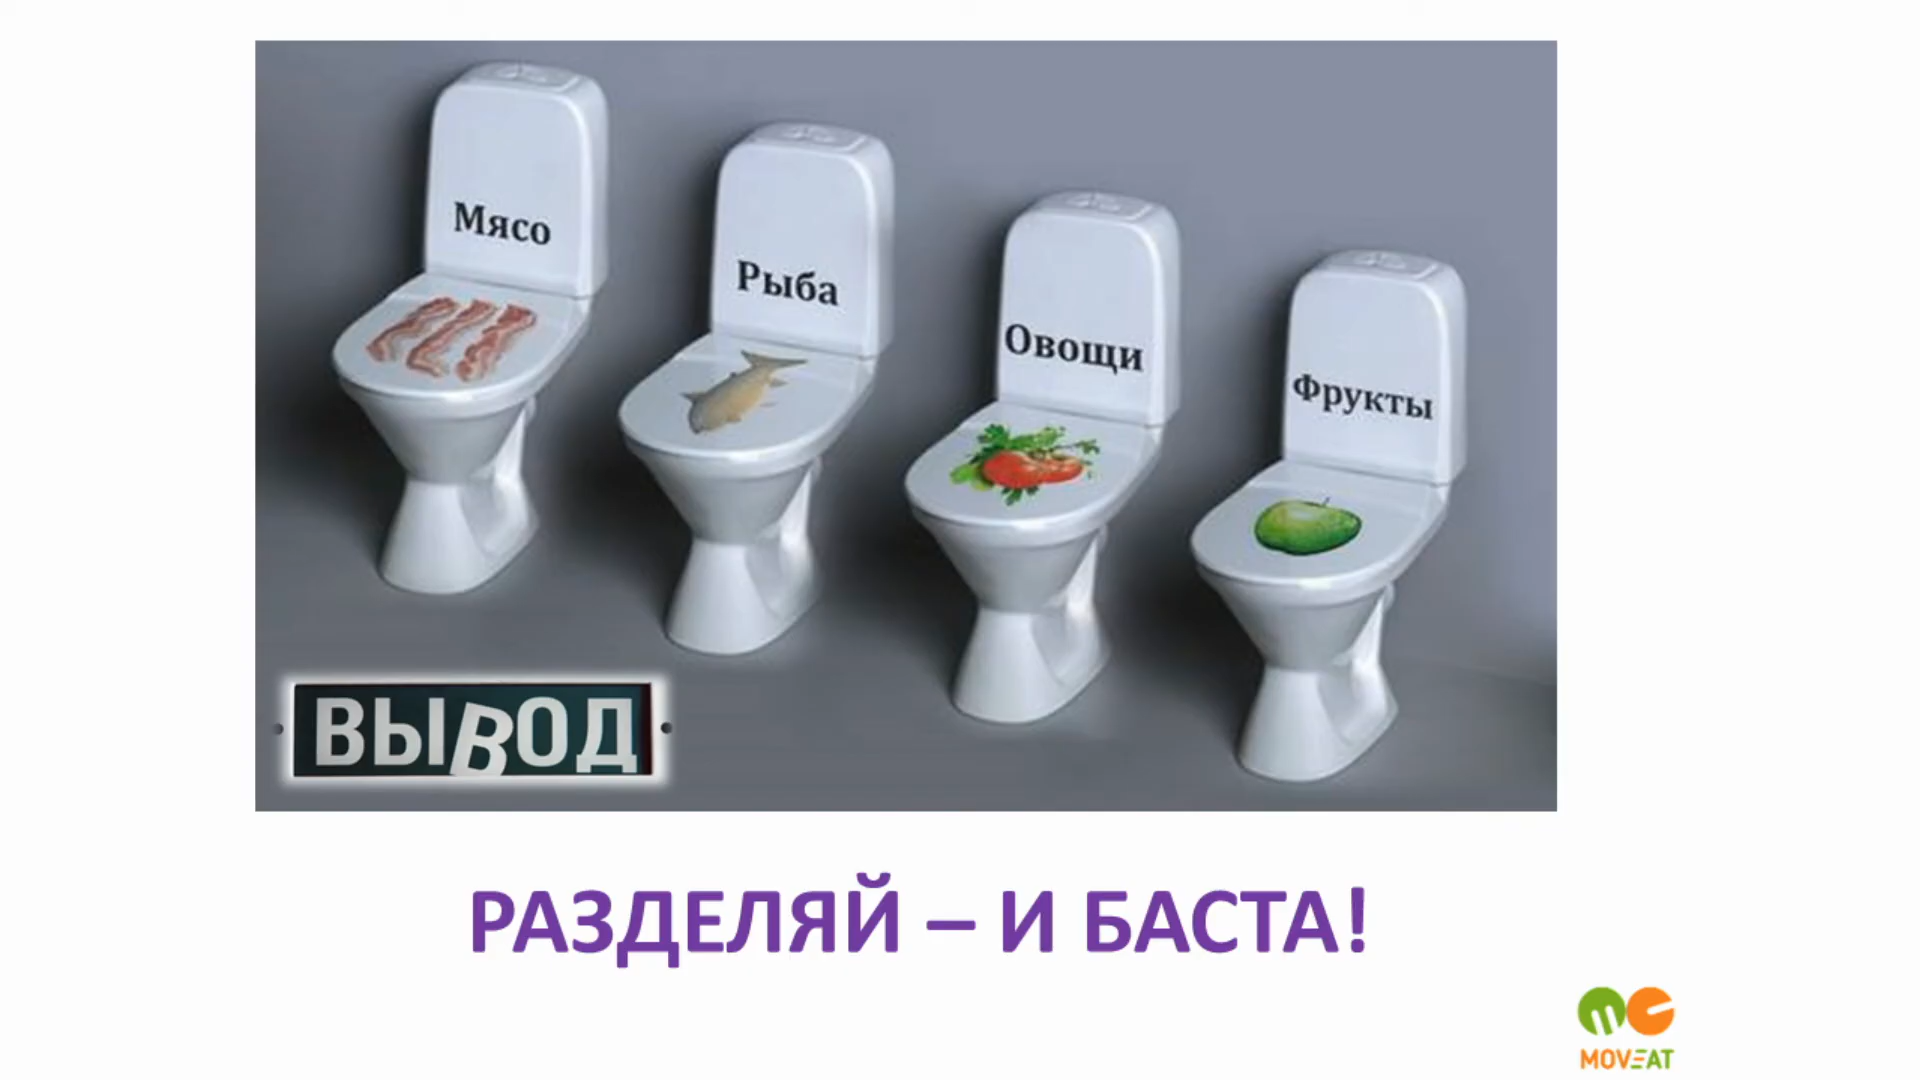 Мясо
Рыба
Овощи
Фрукты
ВЫВОД
РАЗДЕЛЯЙ – И БАСТА!
MOVEAT